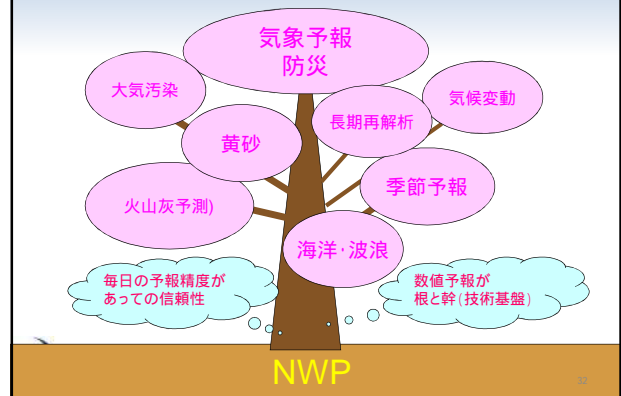 気象予報
防災
大気汚染
気候変動
長期再解析
黄砂
季節予報
火山灰予測)
海洋・波浪
毎日の予報精度が
あっての信頼性
数値予報が
根と幹(技術基盤)
NWP
32